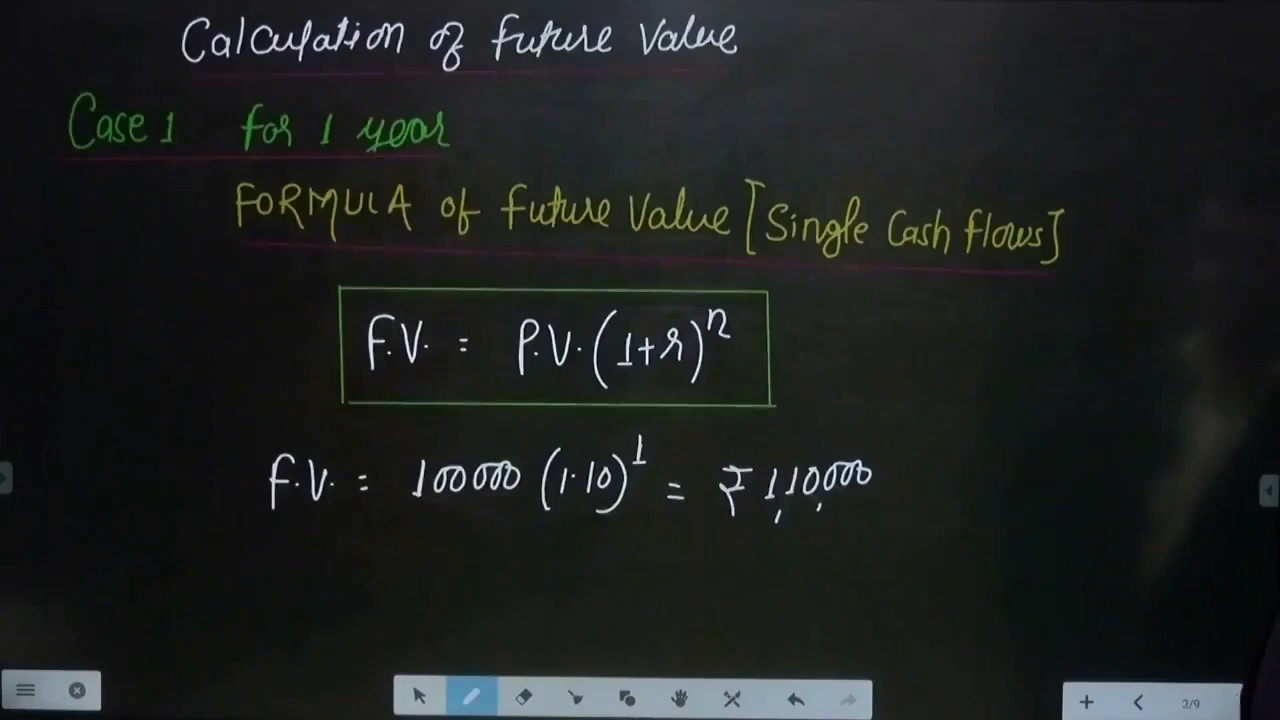 Calculation of Future Value
Case 1 for 1 year
FORMULA of Future Value [Single Cash flows]
F.V. = P.V. (1+r)^n
F.V. = 100000 (1.10)^1 = ₹ 1,10,000
3/9